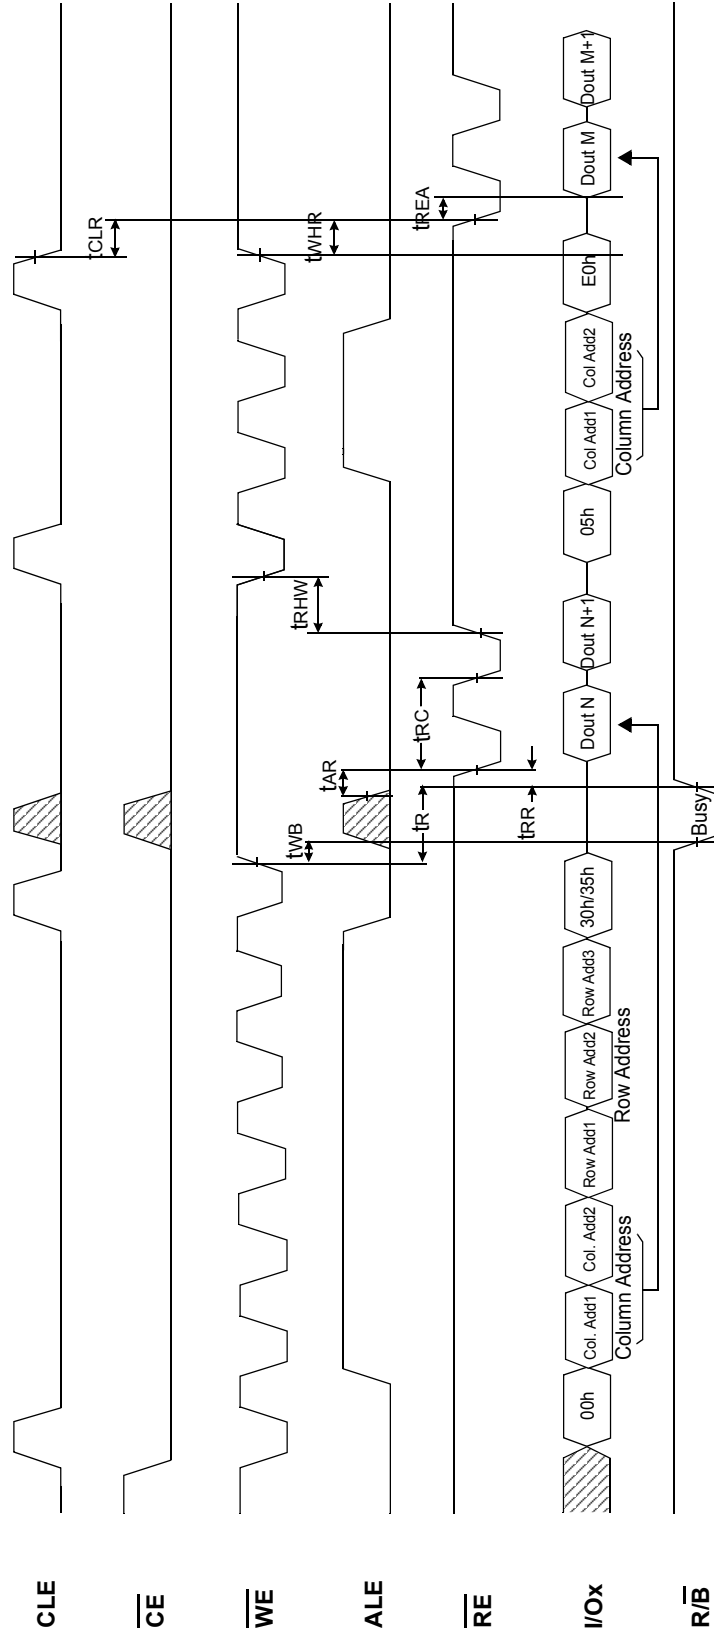 CLE
CE
WE
ALE
RE
I/Ox
R/B
tCLR
tWB
tRHW
tWHR
tAR
tR
tRC
tRR
tREA
00h
Col. Add1
Col. Add2
Row Add1
Row Add2
Row Add3
30h/35h
Dout N
Dout N+1
05h
Col Add1
Col Add2
E0h
Dout M
Dout M+1
Column Address
Row Address
Column Address
Busy